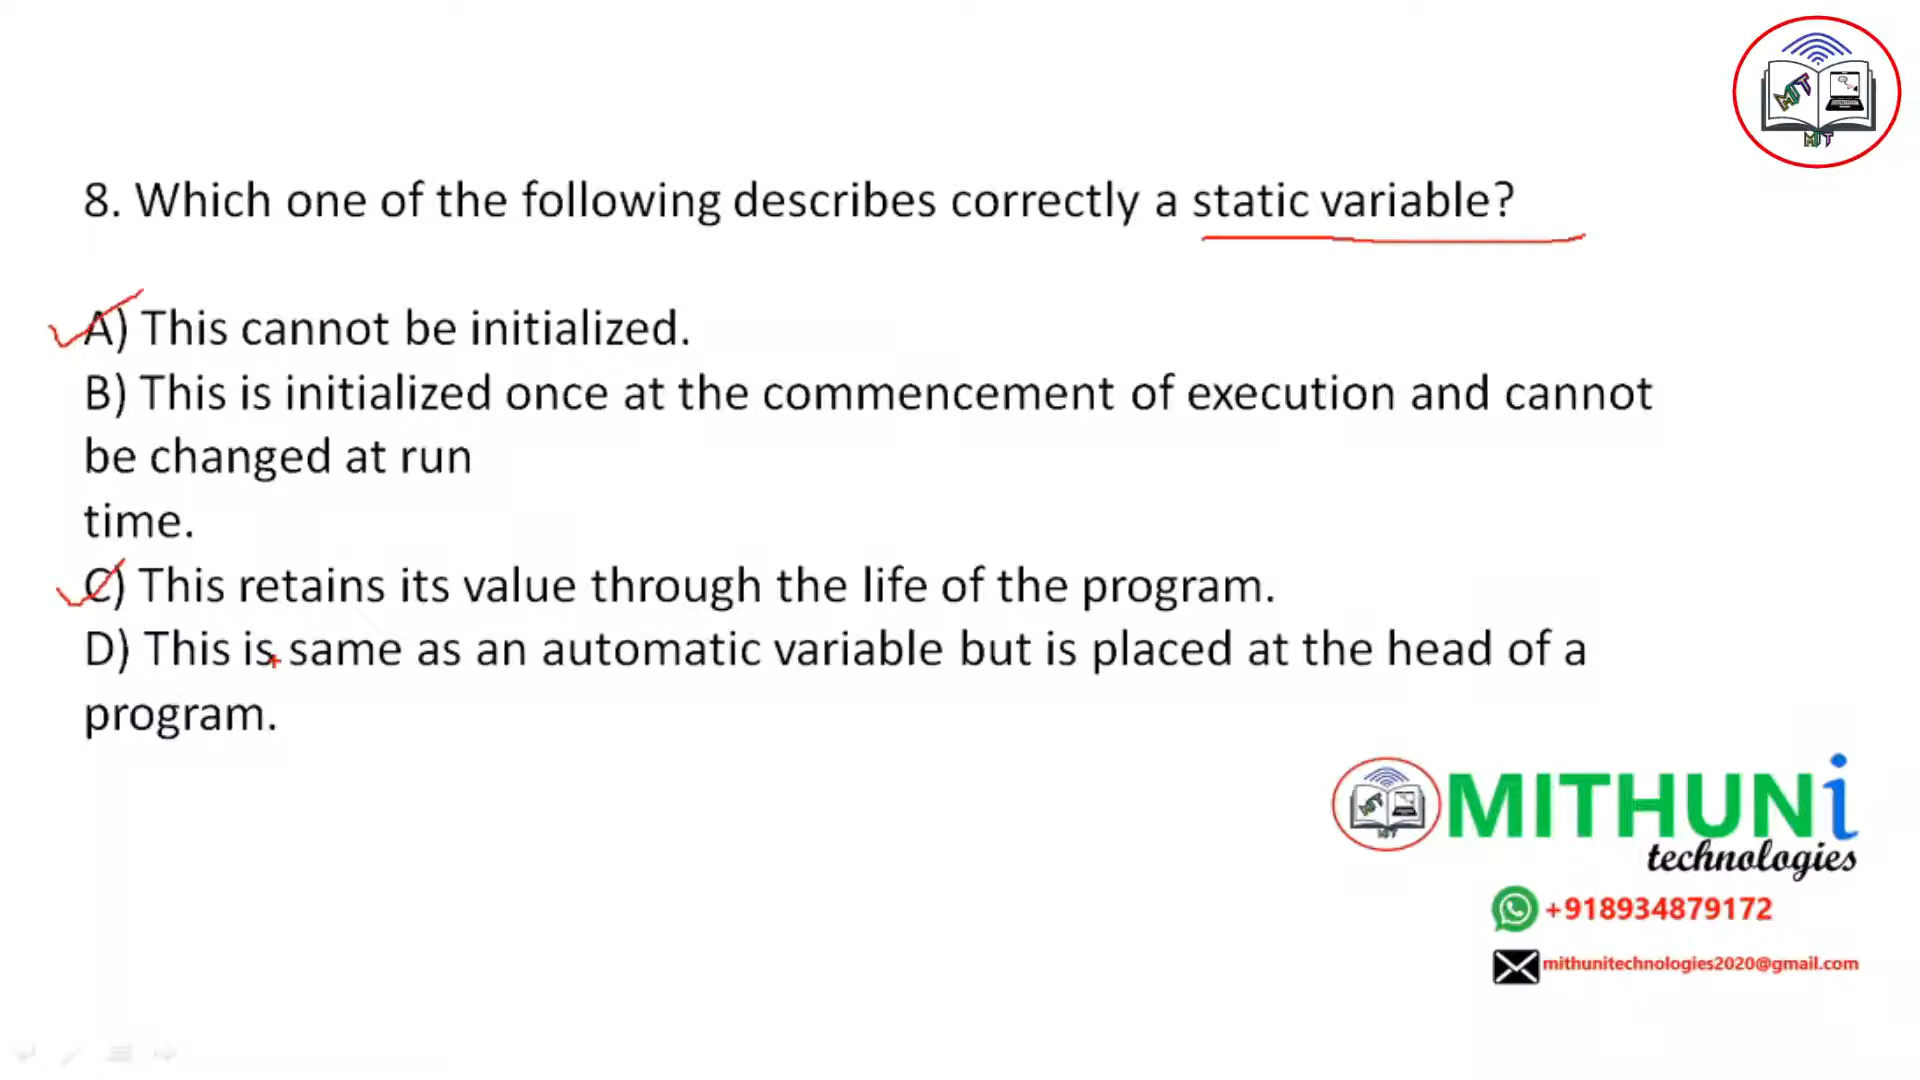 MIT
MIT
8. Which one of the following describes correctly a static variable?
A) This cannot be initialized.
B) This is initialized once at the commencement of execution and cannot
be changed at run
time.
C) This retains its value through the life of the program.
D) This is same as an automatic variable but is placed at the head of a
program.
MIT
MITHUNi
technologies
+918934879172
mithunitechnologies2020@gmail.com